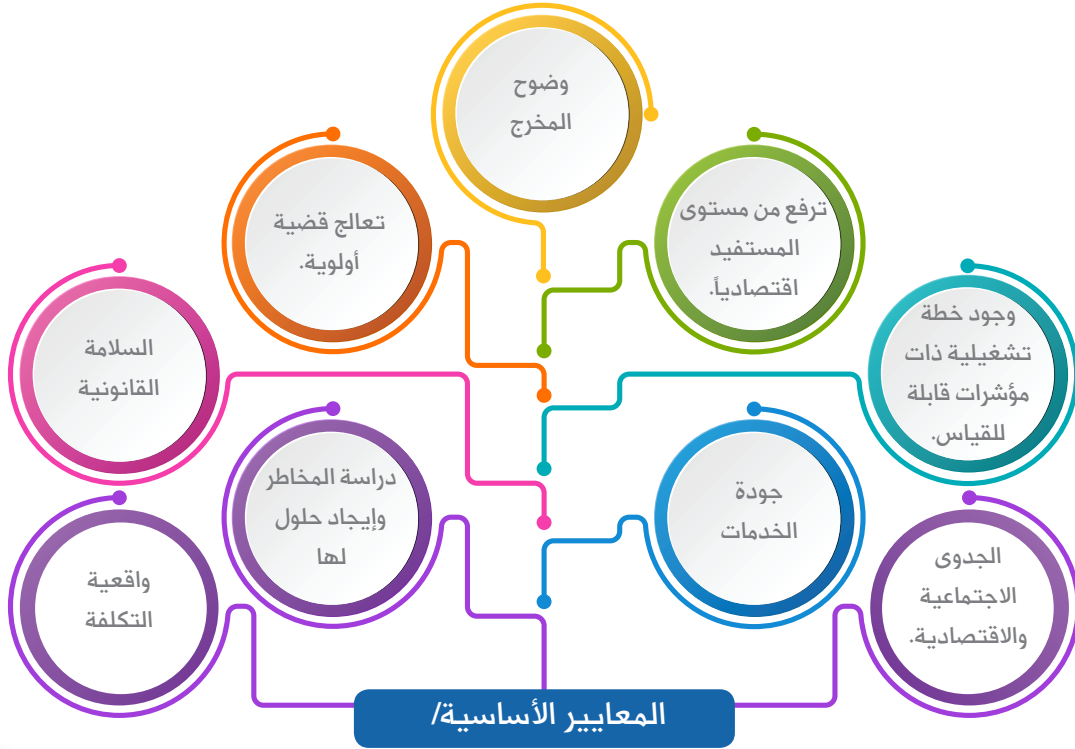 وضوح
المخرج
ترفع من مستوى
المستفيد
اقتصادياً.
تعالج قضية
أولوية.
وجود خطة
تشغيلية ذات
مؤشرات قابلة
للقياس.
السلامة
القانونية
جودة
الخدمات
دراسة المخاطر
وإيجاد حلول
لها
الجدوى
الاجتماعية
والاقتصادية.
واقعية
التكلفة
المعايير الأساسية/